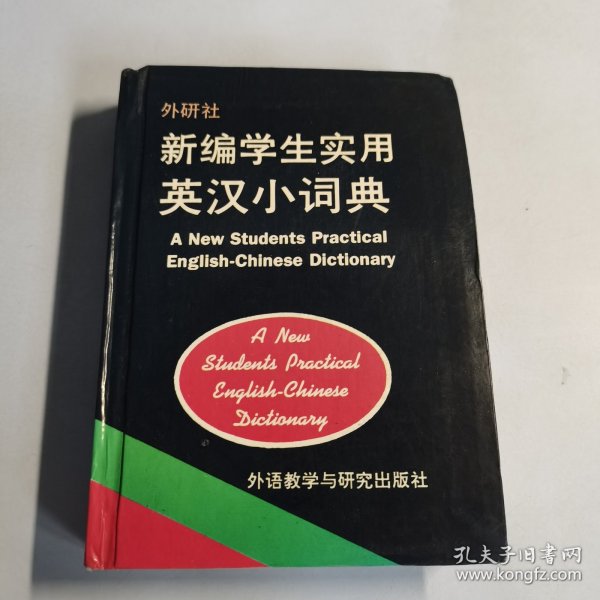 外研社
新编学生实用
英汉小词典
A New Students Practical
English-Chinese Dictionary
A New
Students Practical
English-Chinese
Dictionary
外语教学与研究出版社
孔夫子旧书网
www.kongfz.com